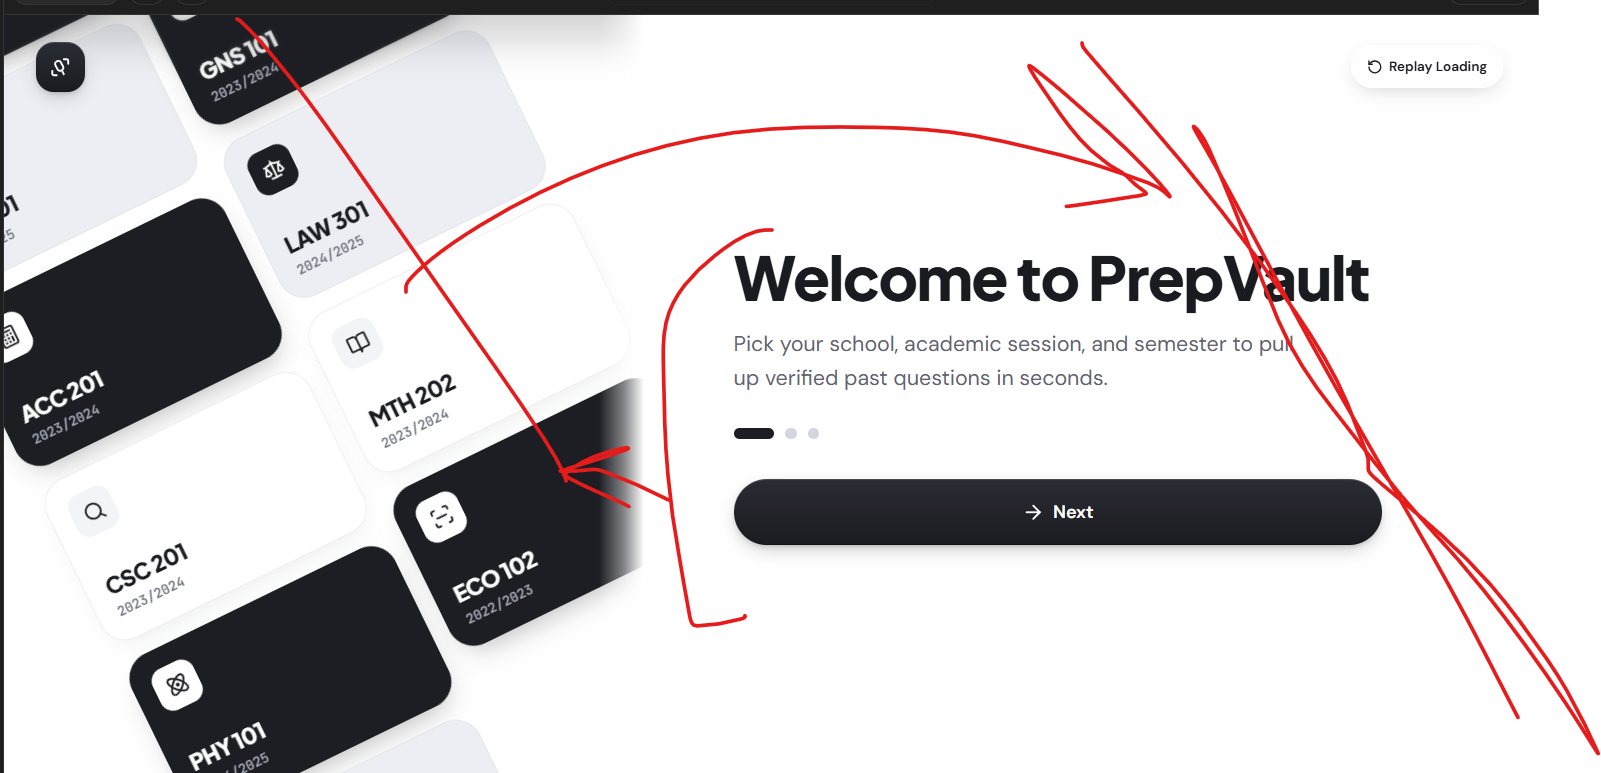 GNS 101
2023/2024
Replay Loading
LAW 301
2024/2025
ACC 201
2023/2024
MTH 202
2023/2024
Welcome to PrepVault
Pick your school, academic session, and semester to pull
up verified past questions in seconds.
Next
CSC 201
2023/2024
ECO 102
2022/2023
PHY 101